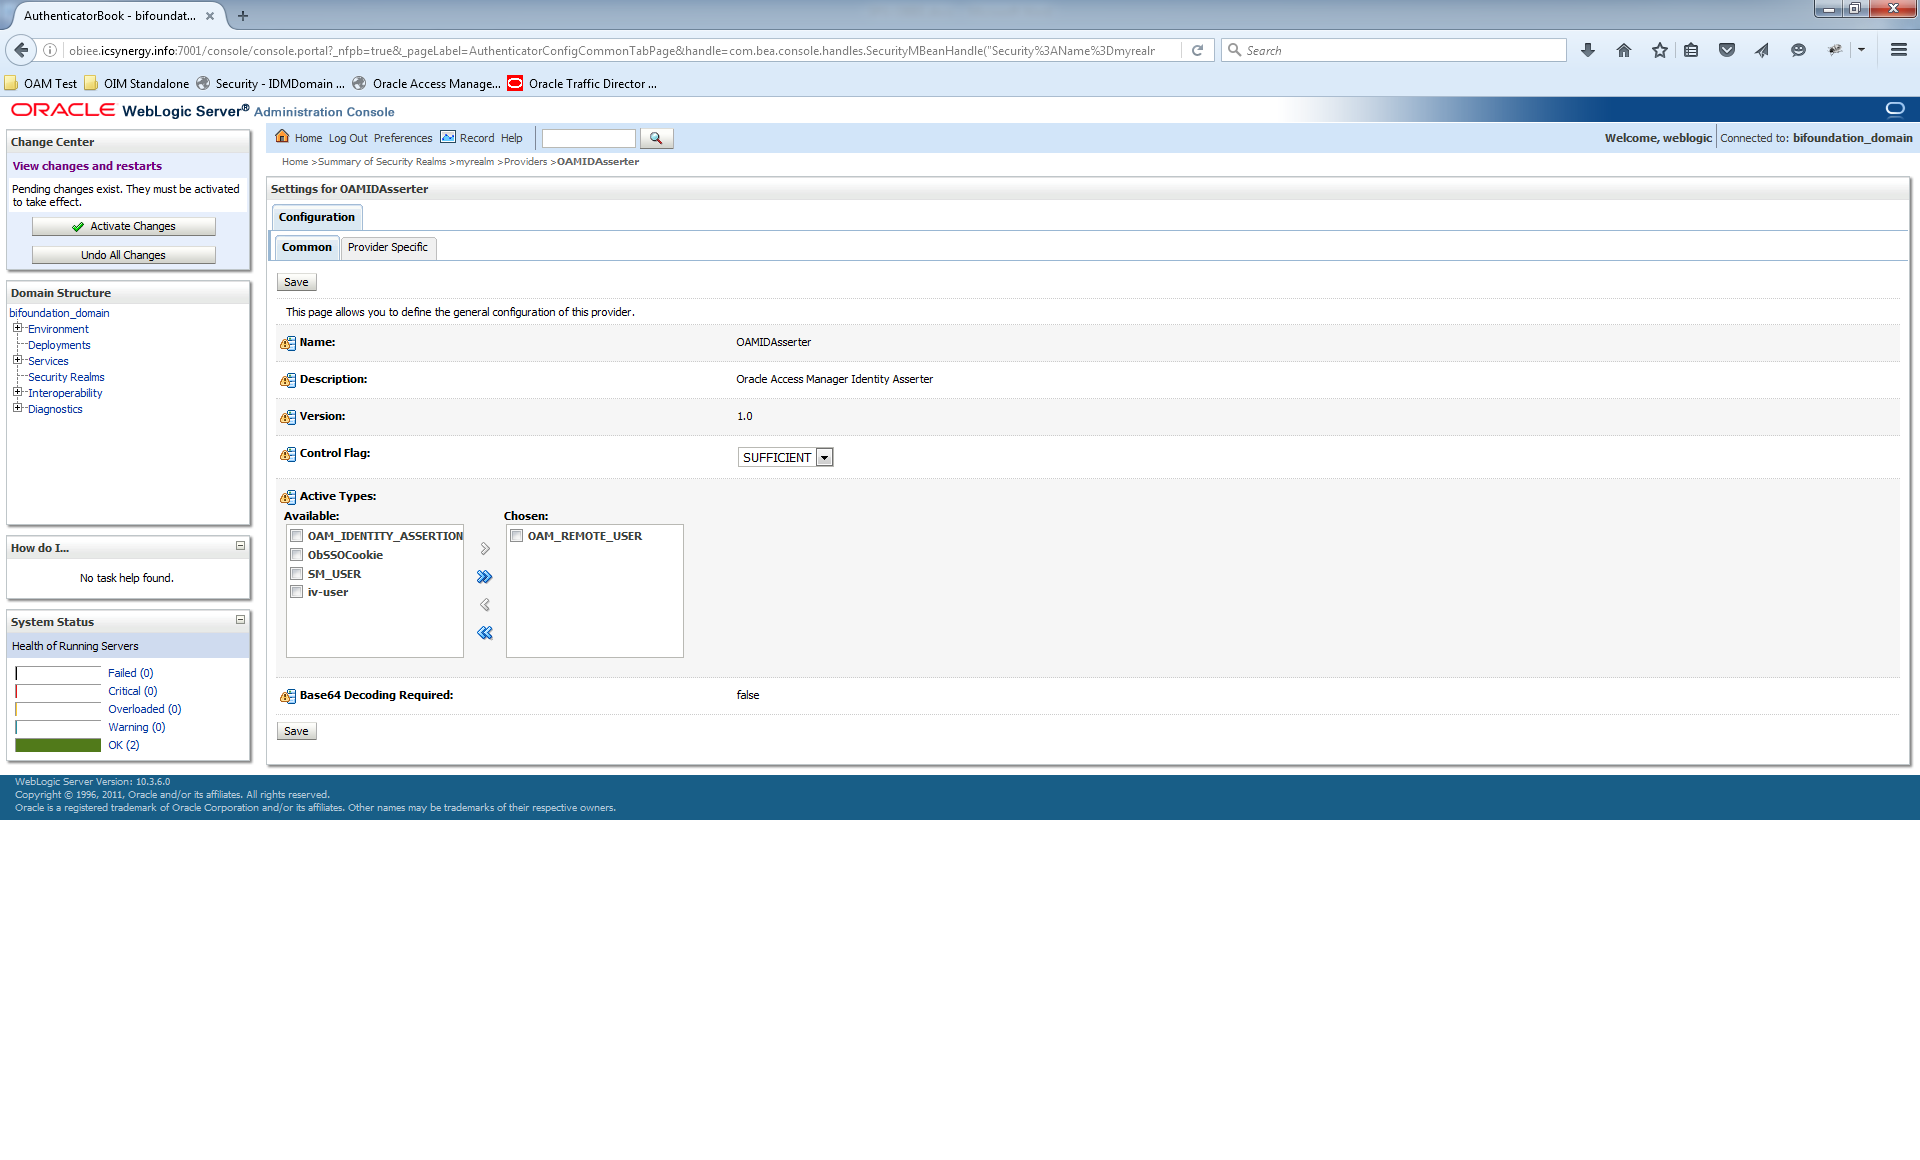 AuthenticatorBook - bifoundat...
obiee.icsynergy.info:7001/console/console.portal?_nfpb=true&_pageLabel=AuthenticatorConfigCommonTabPage&handle=com.bea.console.handles.SecurityMBeanHandle("Security%3AName%3Dmyrealm
Search
OAM Test
OIM Standalone
Security - IDMDomain ...
Oracle Access Manage...
Oracle Traffic Director ...
ORACLE WebLogic Server® Administration Console
Change Center
View changes and restarts
Pending changes exist. They must be activated
to take effect.
Activate Changes
Undo All Changes
Domain Structure
bifoundation_domain
Environment
Deployments
Services
Security Realms
Interoperability
Diagnostics
How do I...
No task help found.
System Status
Health of Running Servers
Failed (0)
Critical (0)
Overloaded (0)
Warning (0)
OK (2)
Home Log Out Preferences Record Help
Welcome, weblogic
Connected to: bifoundation_domain
Home >Summary of Security Realms >myrealm >Providers >OAMIDAsserter
Settings for OAMIDAsserter
Configuration
Common
Provider Specific
Save
This page allows you to define the general configuration of this provider.
Name:
OAMIDAsserter
Description:
Oracle Access Manager Identity Asserter
Version:
1.0
Control Flag:
SUFFICIENT
Active Types:
Available:
OAM_IDENTITY_ASSERTION
ObSSOCookie
SM_USER
iv-user
Chosen:
OAM_REMOTE_USER
Base64 Decoding Required:
false
Save
WebLogic Server Version: 10.3.6.0
Copyright © 1996, 2011, Oracle and/or its affiliates. All rights reserved.
Oracle is a registered trademark of Oracle Corporation and/or its affiliates. Other names may be trademarks of their respective owners.